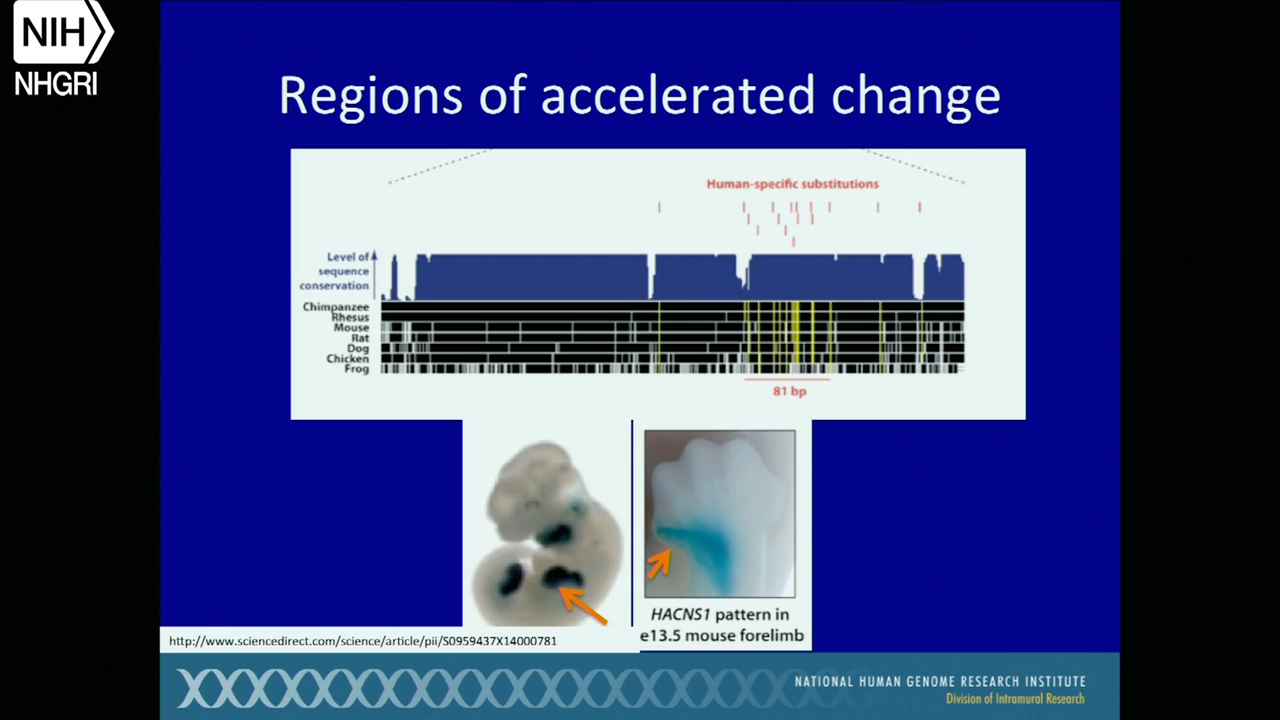 NIH
NHGRI
Regions of accelerated change
Human-specific substitutions
Level of
sequence
conservation
Chimpanzee
Rhesus
Mouse
Rat
Dog
Chicken
Frog
81 bp
HACNS1 pattern in
e13.5 mouse forelimb
http://www.sciencedirect.com/science/article/pii/S0959437X14000781
NATIONAL HUMAN GENOME RESEARCH INSTITUTE
Division of Intramural Research